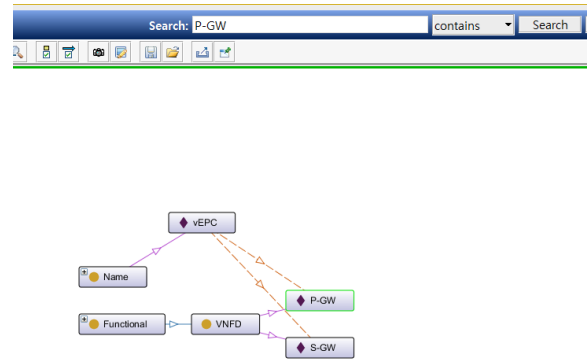 Search: P-GW contains Search
vEPC
Name
P-GW
Functional VNFD
S-GW